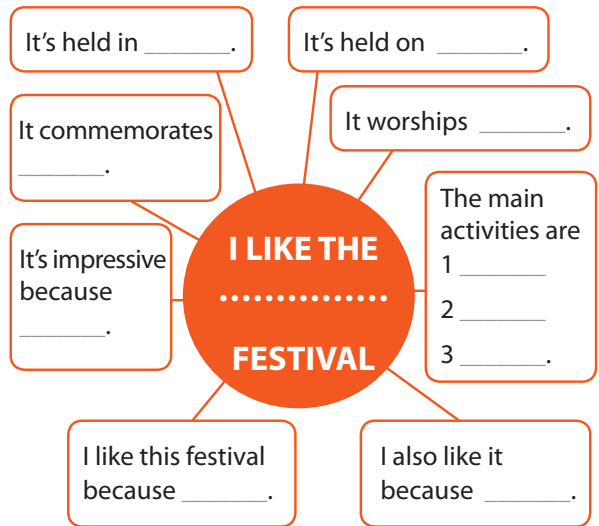 It's held in _______.
It's held on _______.
It commemorates
_______.
It worships _______.
The main
activities are
1 _______
2 _______
3 _______.
It's impressive
because
_______.
I LIKE THE
................
FESTIVAL
I like this festival
because _______.
I also like it
because _______.